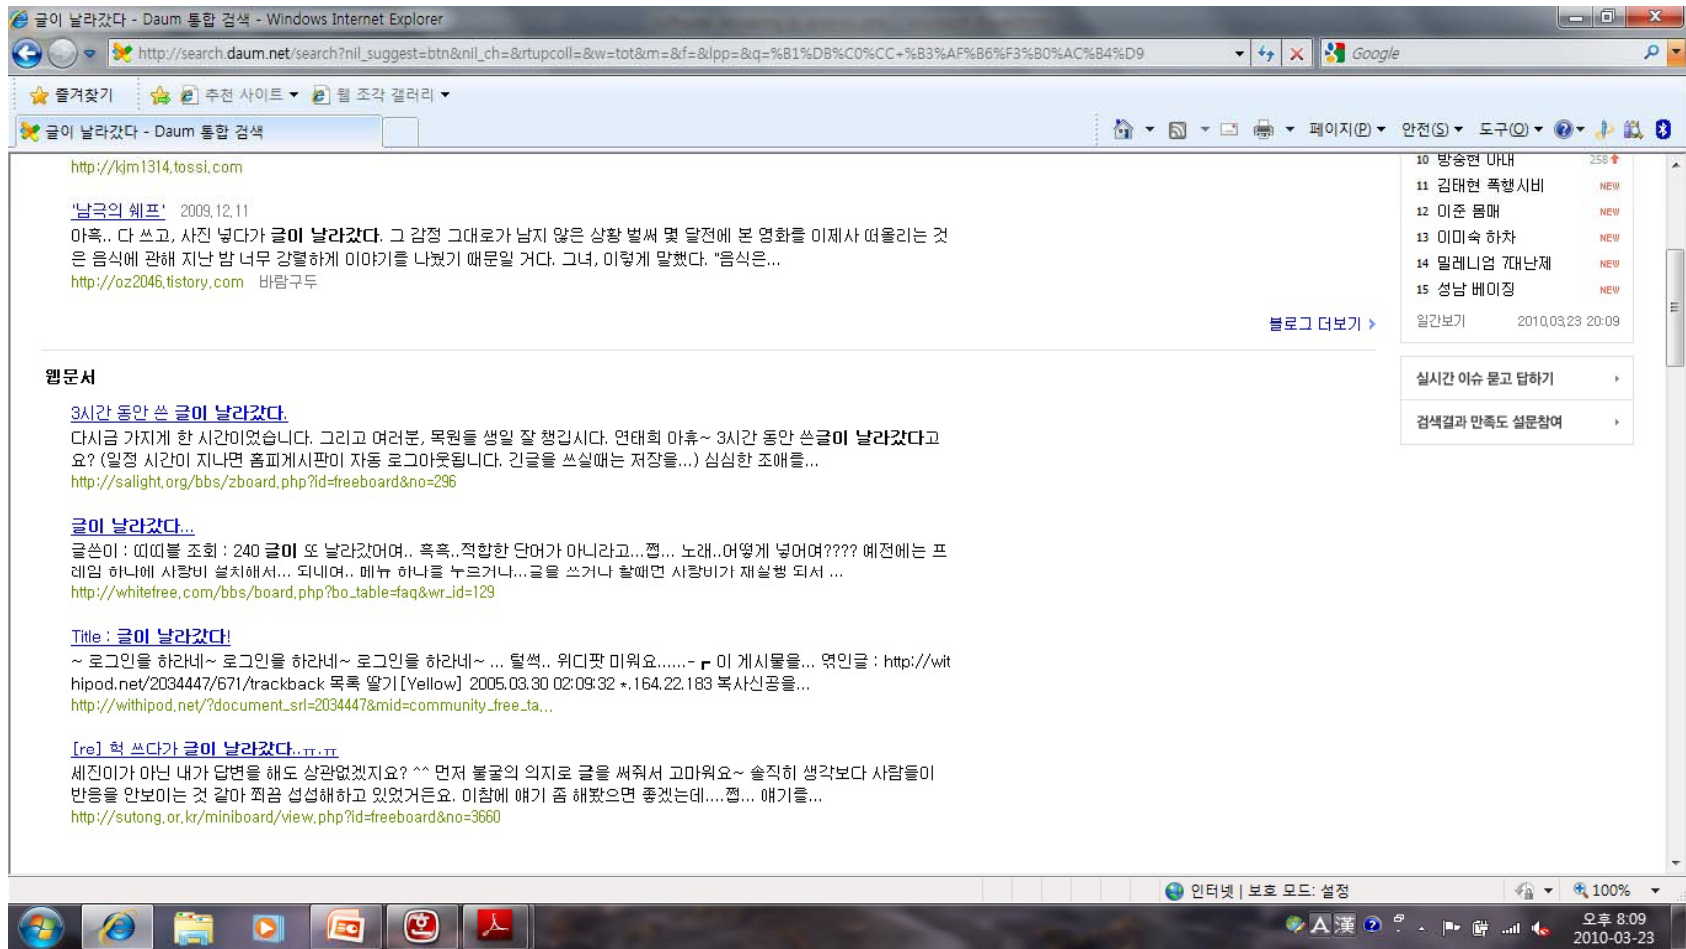 글이 날라갔다 - Daum 통합 검색 - Windows Internet Explorer
http://search.daum.net/search?nil_suggest=btn&nil_ch=&rtupcoll=&w=tot&m=&f=&lpp=&q=%B1%DB%C0%CC+%B3%AF%B6%F3%B0%AC%B4%D9
Google
즐겨찾기 추천 사이트 웹 조각 갤러리
글이 날라갔다 - Daum 통합 검색
페이지(P) 안전(S) 도구(O)
http://kjm1314.tossi.com
'남극의 쉐프' 2009.12.11
아흑.. 다 쓰고, 사진 넣다가 글이 날라갔다. 그 감정 그대로가 남지 않은 상황 벌써 몇 달전에 본 영화를 이제사 떠올리는 것
은 음식에 관해 지난 밤 너무 강렬하게 이야기를 나눴기 때문일 거다. 그녀, 이렇게 말했다. "음식은...
http://oz2046.tistory.com 바람구두
블로그 더보기 >
웹문서
3시간 동안 쓴 글이 날라갔다.
다시금 가지게 한 시간이었습니다. 그리고 여러분, 목원들 생일 잘 챙깁시다. 연태희 아휴~ 3시간 동안 쓴글이 날라갔다고
요? (일정 시간이 지나면 홈피게시판이 자동 로그아웃됩니다. 긴글을 쓰실때는 저장을...) 심심한 조애를...
http://salight.org/bbs/zboard.php?id=freeboard&no=296
글이 날라갔다...
글쓴이 : 띠띠블 조회 : 240 글이 또 날라갔어여.. 흑흑..적합한 단어가 아니라고...쩝... 노래..어떻게 넣어여???? 예전에는 프
레임 하나에 사랑비 설치해서... 되네여.. 메뉴 하나를 누르거나...글을 쓰거나 할때면 사랑비가 재실행 되서 ...
http://whitefree.com/bbs/board.php?bo_table=faq&wr_id=129
Title : 글이 날라갔다!
~ 로그인을 하라네~ 로그인을 하라네~ 로그인을 하라네~ ... 털썩.. 위디팟 미워요......-┏ 이 게시물을... 엮인글 : http://wit
hipod.net/2034447/671/trackback 목록 딸기[Yellow] 2005.03.30 02:09:32 *.164.22.183 복사신공을...
http://withipod.net/?document_srl=2034447&mid=community_free_ta...
[re] 헉 쓰다가 글이 날라갔다..ㅠ.ㅠ
세진이가 아닌 내가 답변을 해도 상관없겠지요? ^^ 먼저 불굴의 의지로 글을 써줘서 고마워요~ 솔직히 생각보다 사람들이
반응을 안보이는 것 같아 쬐끔 섭섭해하고 있었거든요. 이참에 얘기 좀 해봤으면 좋겠는데....쩝... 얘기를...
http://sutong.or.kr/miniboard/view.php?id=freeboard&no=3660
10 방송현 아내 258
11 김태현 폭행시비 NEW
12 이준 몸매 NEW
13 이미숙 하차 NEW
14 밀레니엄 7대난제 NEW
15 성남 베이징 NEW
일간보기 2010.03.23 20:09
실시간 이슈 묻고 답하기
검색결과 만족도 설문참여
인터넷 | 보호 모드: 설정
100%
A 漢
오후 8:09
2010-03-23